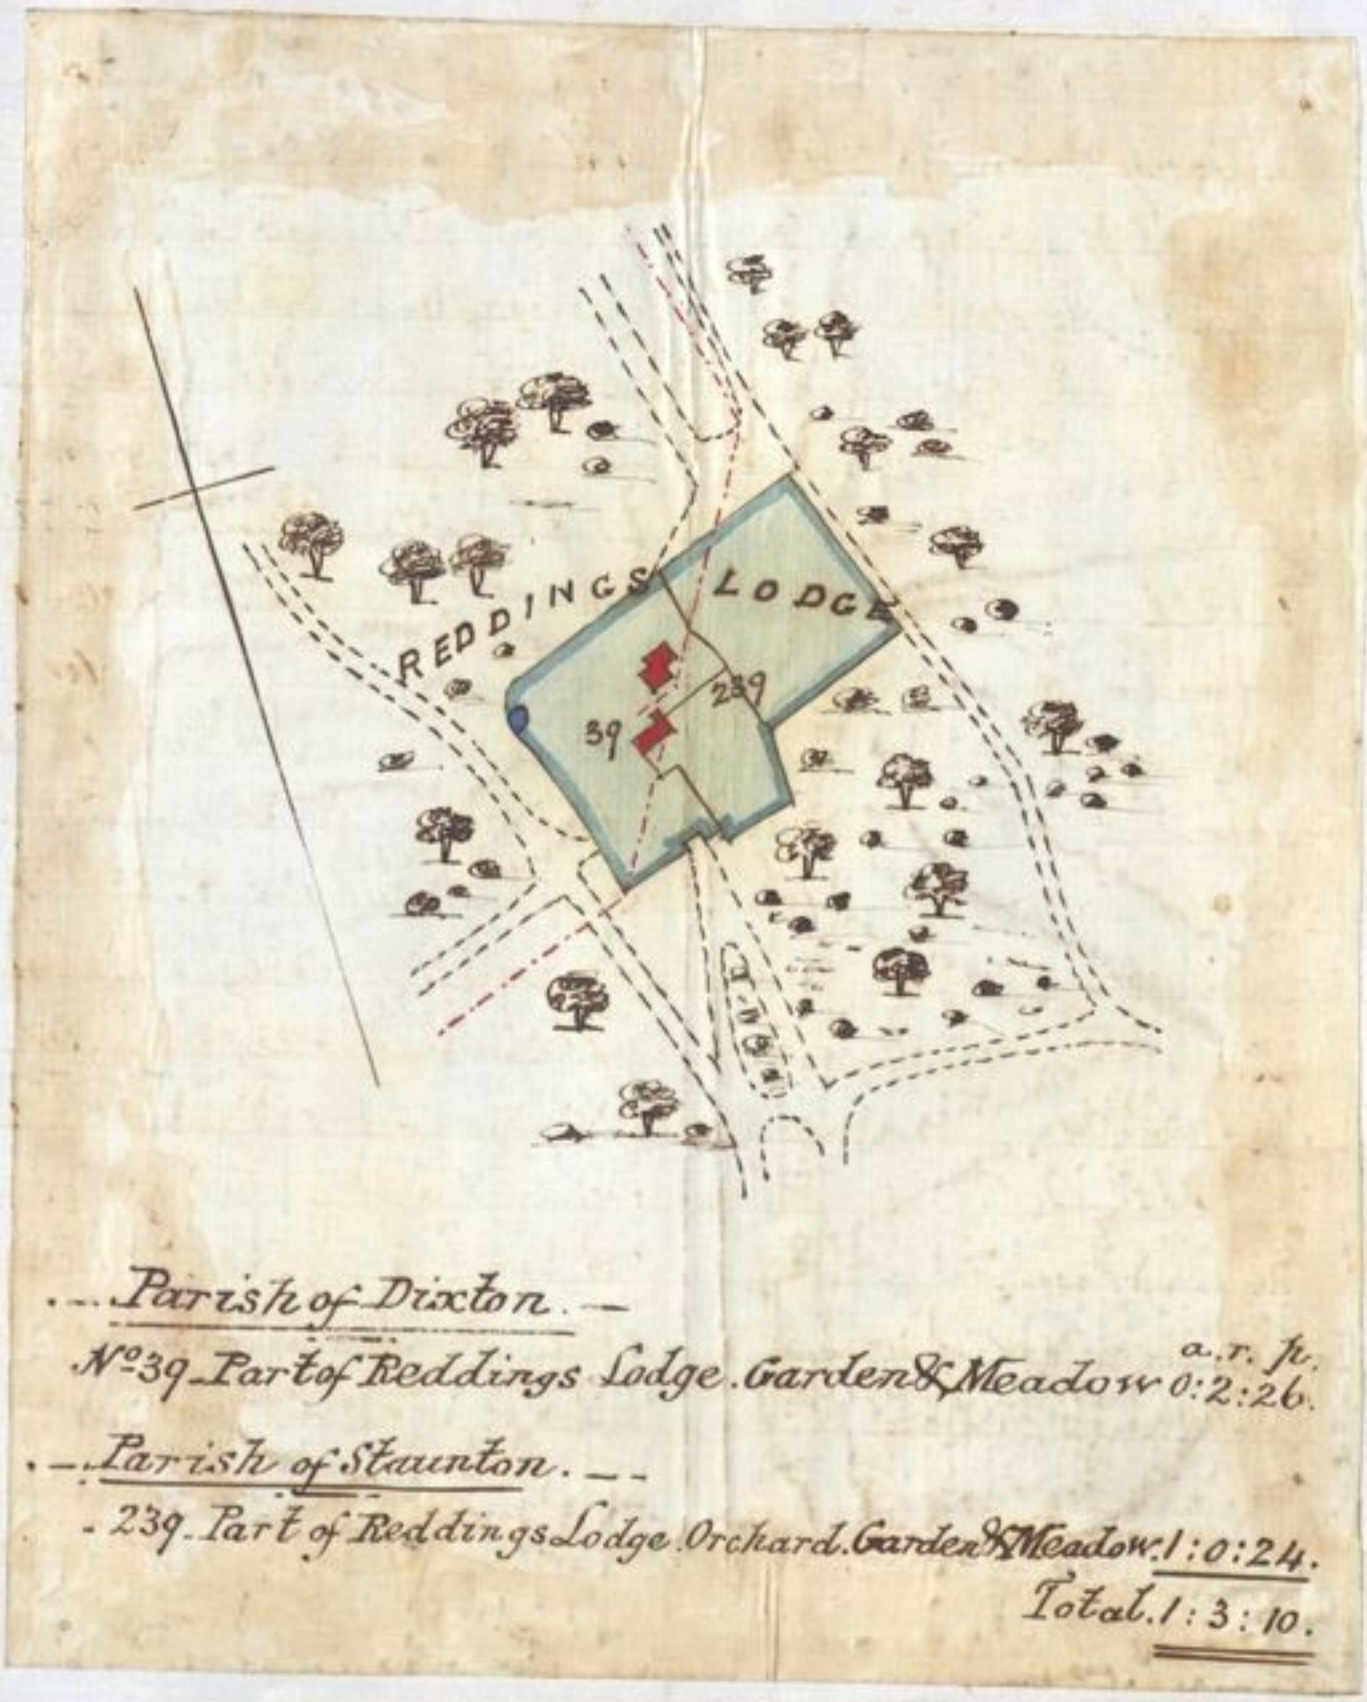 REDDINGS LODGE
39
239
Parish of Dixton.
a. r. p.
No 39 Part of Reddings Lodge. Garden & Meadow 0:2:26.
Parish of Staunton.
239. Part of Reddings Lodge. Orchard. Garden & Meadow. 1:0:24.
Total. 1:3:10.